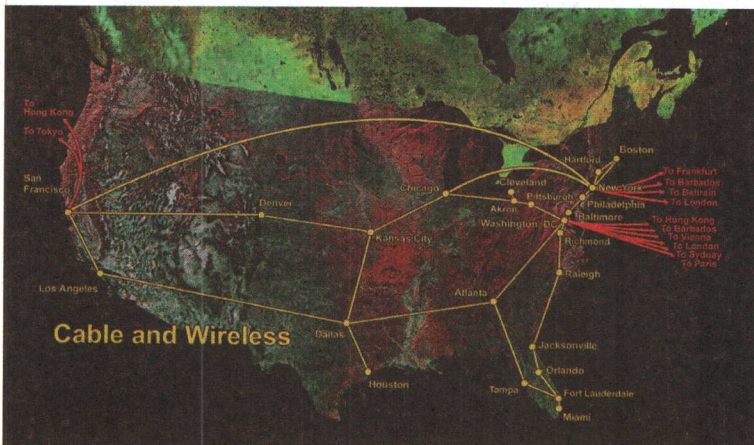 To
Hong Kong
To Tokyo
San
Francisco
Los Angeles
Denver
Kansas City
Chicago
Cleveland
Akron
Pittsburgh
Hartford
Boston
New York
Philadelphia
Baltimore
Washington, DC
Richmond
Raleigh
Atlanta
Dallas
Houston
Jacksonville
Orlando
Tampa
Fort Lauderdale
Miami
To Frankfurt
To Barbados
To Bahrain
To London
To Hong Kong
To Barbados
To Vienna
To London
To Sydney
To Paris
Cable and Wireless